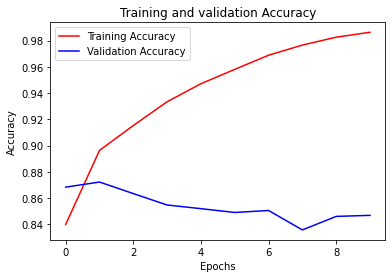 Training and validation Accuracy
Training Accuracy
Validation Accuracy
Accuracy
0.98
0.96
0.94
0.92
0.90
0.88
0.86
0.84
0 2 4 6 8
Epochs